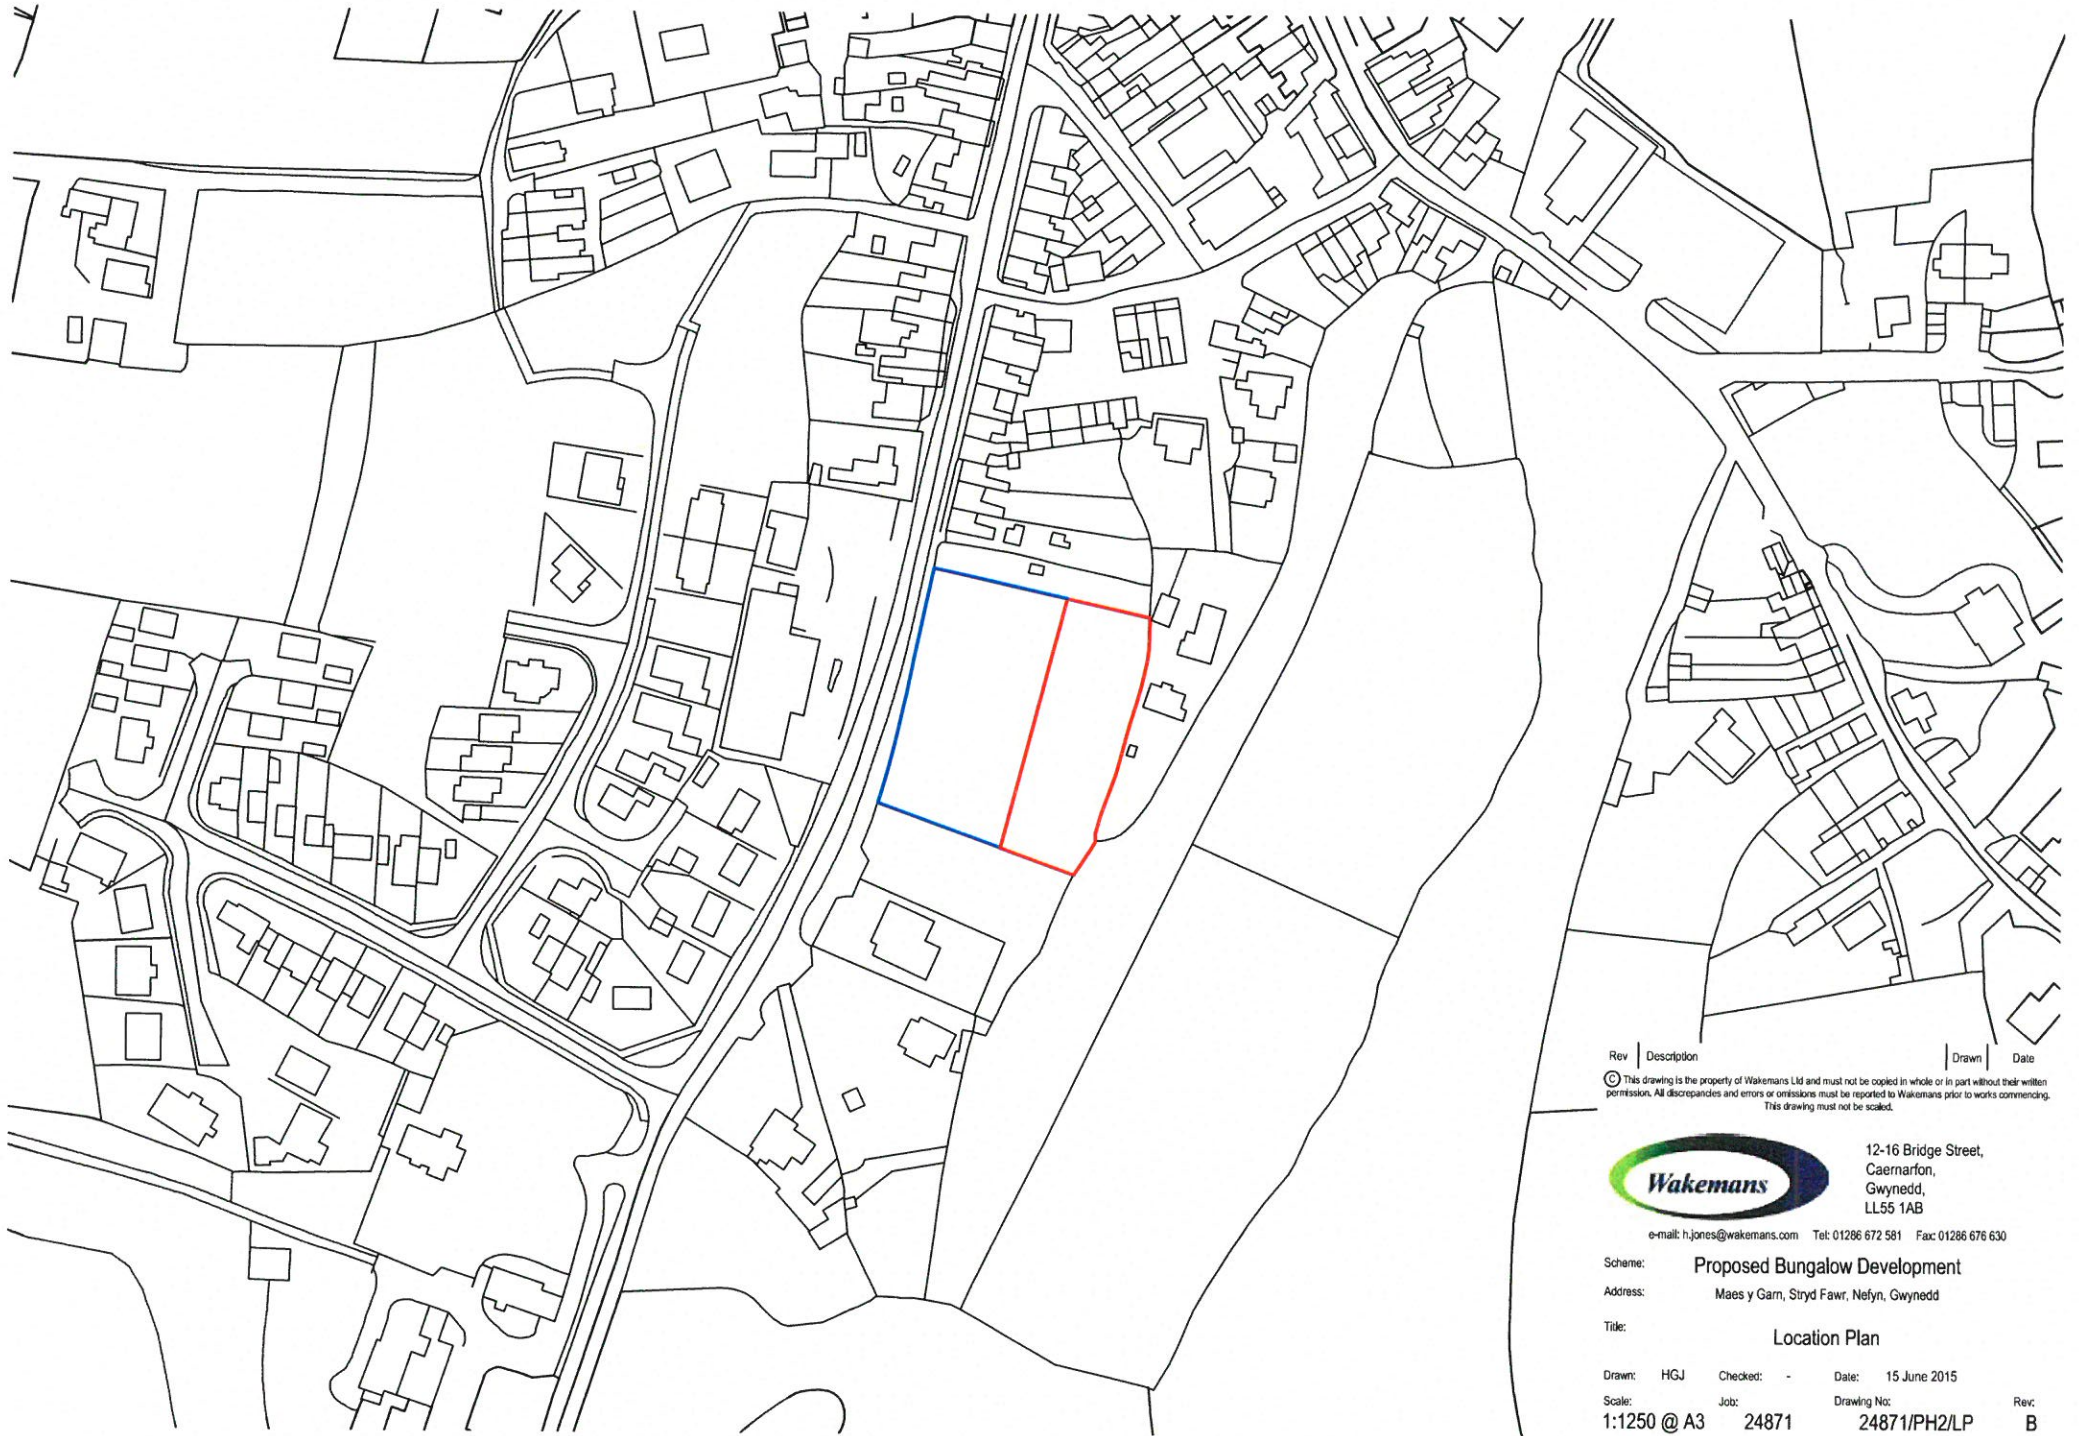 Rev Description Drawn Date
© This drawing is the property of Wakemans Ltd and must not be copied in whole or in part without their written
permission. All discrepancies and errors or omissions must be reported to Wakemans prior to works commencing.
This drawing must not be scaled.
Wakemans
12-16 Bridge Street,
Caernarfon,
Gwynedd,
LL55 1AB
e-mail: h.jones@wakemans.com Tel: 01286 672 581 Fax: 01286 676 630
Scheme: Proposed Bungalow Development
Address: Maes y Garn, Stryd Fawr, Nefyn, Gwynedd
Title: Location Plan
Drawn: HGJ Checked: - Date: 15 June 2015
Scale: Job: Drawing No: Rev:
1:1250 @ A3 24871 24871/PH2/LP B